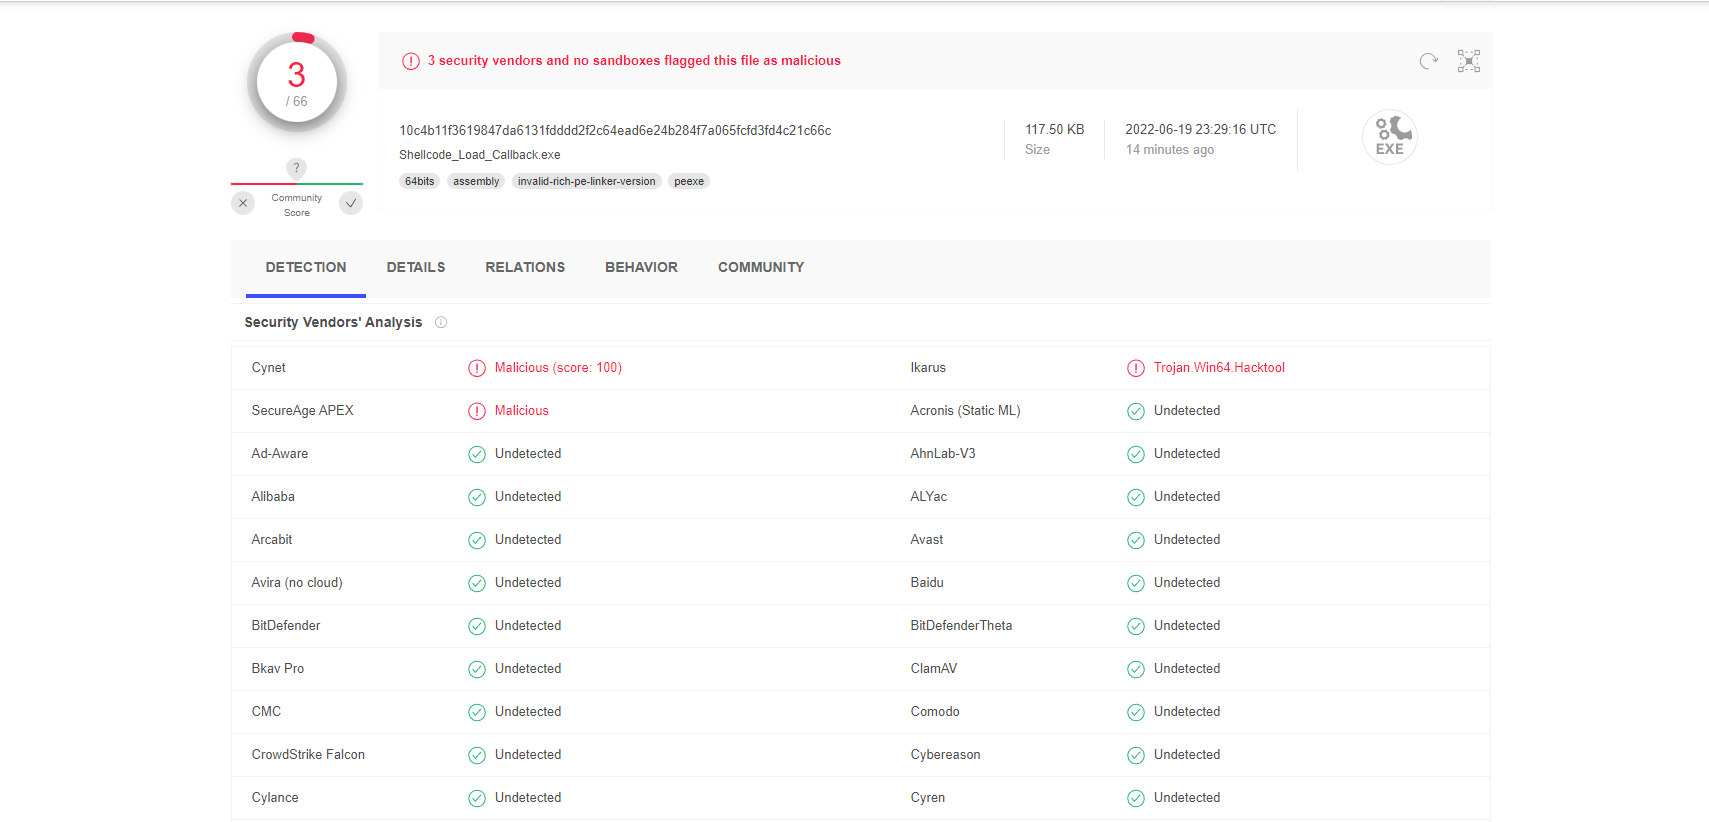 3
/ 66
3 security vendors and no sandboxes flagged this file as malicious
10c4b11f3619847da6131fdddd2f2c64ead6e24b284f7a065fcfd3fd4c21c66c
Shellcode_Load_Callback.exe
64bits assembly invalid-rich-pe-linker-version peexe
117.50 KB
Size
2022-06-19 23:29:16 UTC
14 minutes ago
EXE
?
Community
Score
DETECTION DETAILS RELATIONS BEHAVIOR COMMUNITY
Security Vendors' Analysis
Cynet Malicious (score: 100) Ikarus Trojan.Win64.Hacktool
SecureAge APEX Malicious Acronis (Static ML) Undetected
Ad-Aware Undetected AhnLab-V3 Undetected
Alibaba Undetected ALYac Undetected
Arcabit Undetected Avast Undetected
Avira (no cloud) Undetected Baidu Undetected
BitDefender Undetected BitDefenderTheta Undetected
Bkav Pro Undetected ClamAV Undetected
CMC Undetected Comodo Undetected
CrowdStrike Falcon Undetected Cybereason Undetected
Cylance Undetected Cyren Undetected